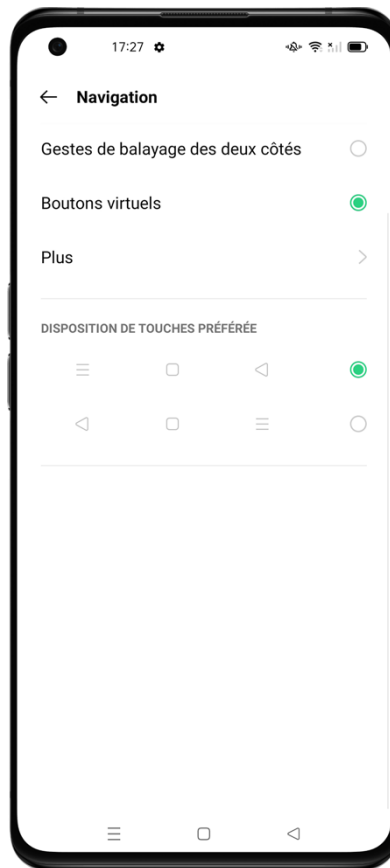 17:27
Navigation
Gestes de balayage des deux côtés
Boutons virtuels
Plus
DISPOSITION DE TOUCHES PRÉFÉRÉE